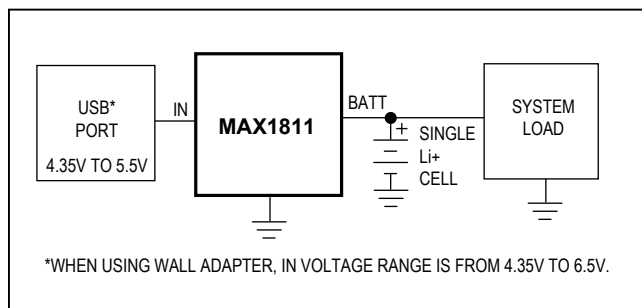 USB*
PORT
4.35V TO 5.5V
IN
MAX1811
BATT
+
SINGLE
Li+
CELL
SYSTEM
LOAD
*WHEN USING WALL ADAPTER, IN VOLTAGE RANGE IS FROM 4.35V TO 6.5V.